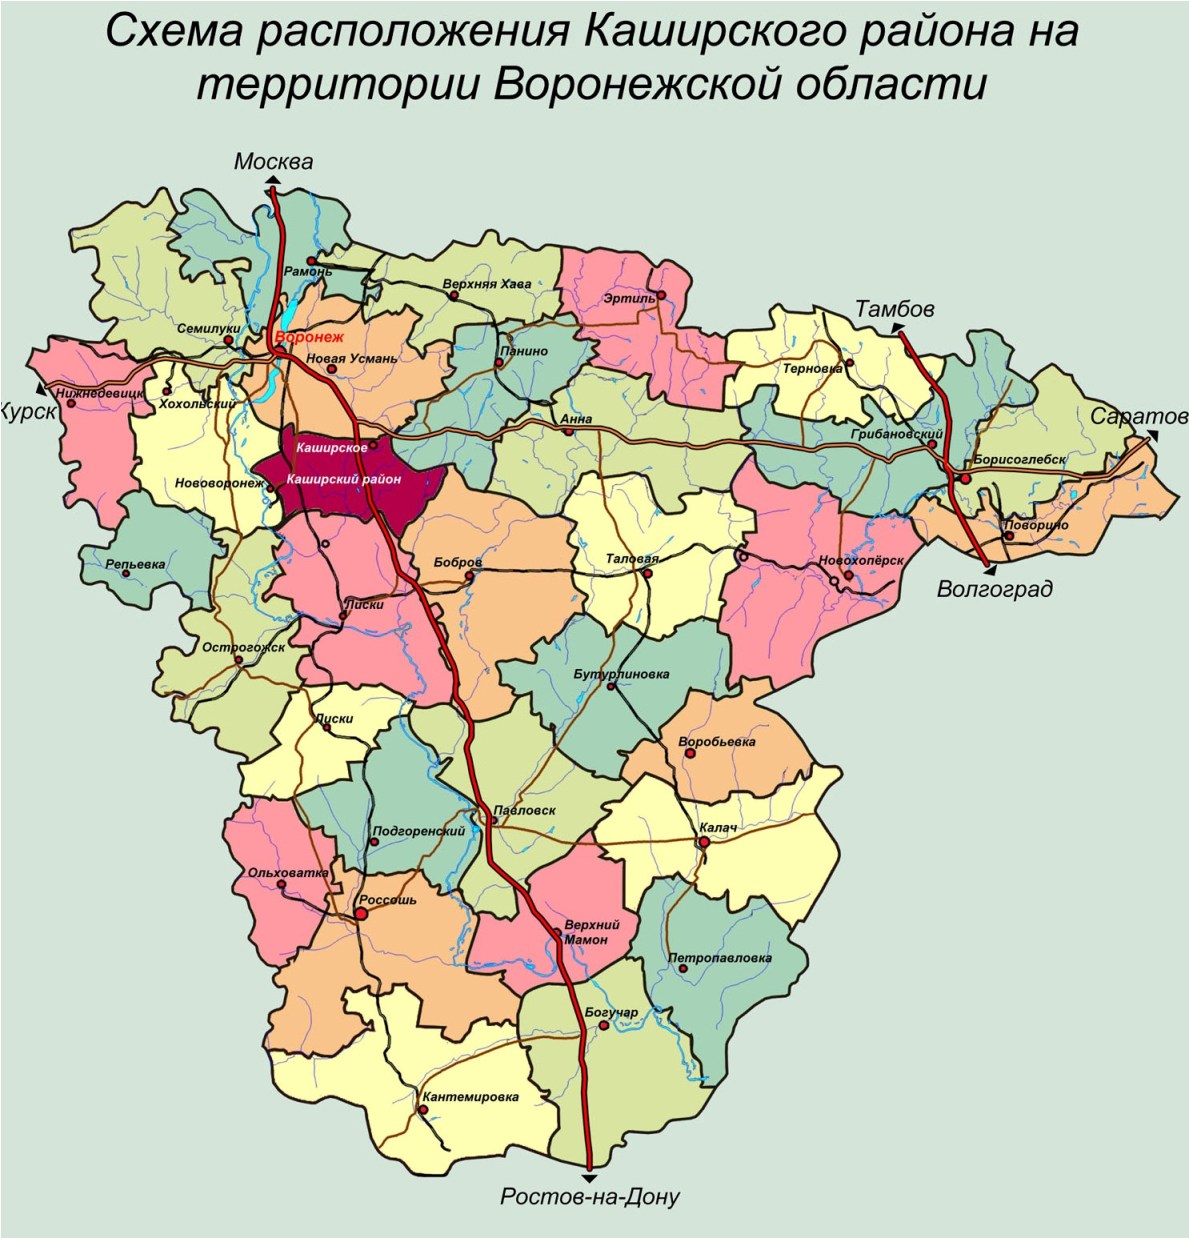 Схема расположения Каширского района на
территории Воронежской области
Москва
Рамонь
Верхняя Хава
Эртиль
Тамбов
Семилуки
Воронеж
Новая Усмань
Панино
Терновка
Нижнедевицк
Хохольский
Курск
Анна
Саратов
Грибановский
Каширское
Борисоглебск
Каширский район
Нововоронеж
Поворино
Репьевка
Бобров
Таловая
Новохопёрск
Волгоград
Лиски
Острогожск
Бутурлиновка
Лиски
Воробьевка
Павловск
Подгоренский
Калач
Ольховатка
Россошь
Верхний
Мамон
Петропавловка
Богучар
Кантемировка
Ростов-на-Дону